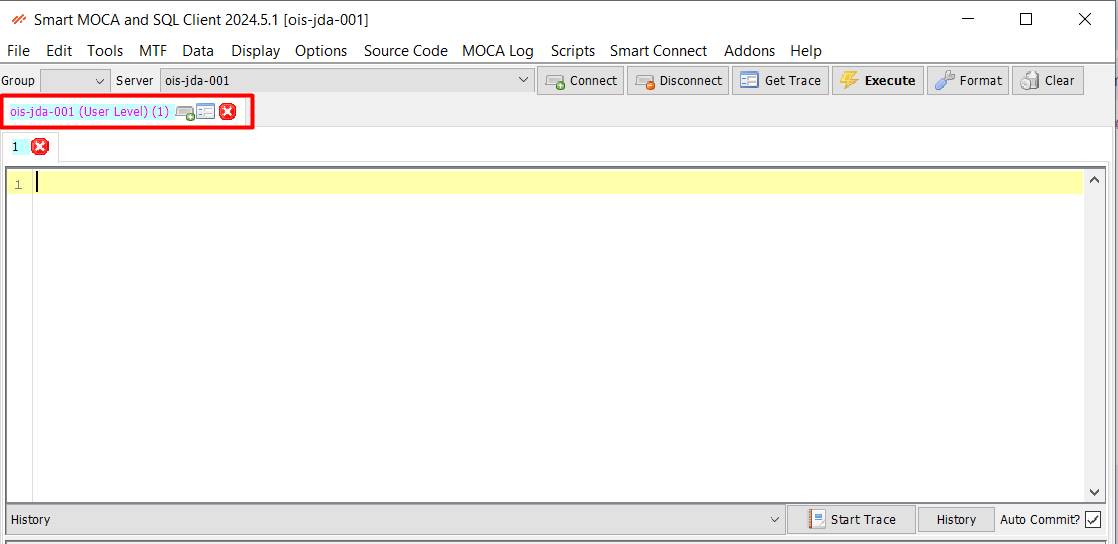 Smart MOCA and SQL Client 2024.5.1 [ois-jda-001]
File Edit Tools MTF Data Display Options Source Code MOCA Log Scripts Smart Connect Addons Help
Group Server ois-jda-001 Connect Disconnect Get Trace Execute Format Clear
ois-jda-001 (User Level) (1)
1
1
History Start Trace History Auto Commit?